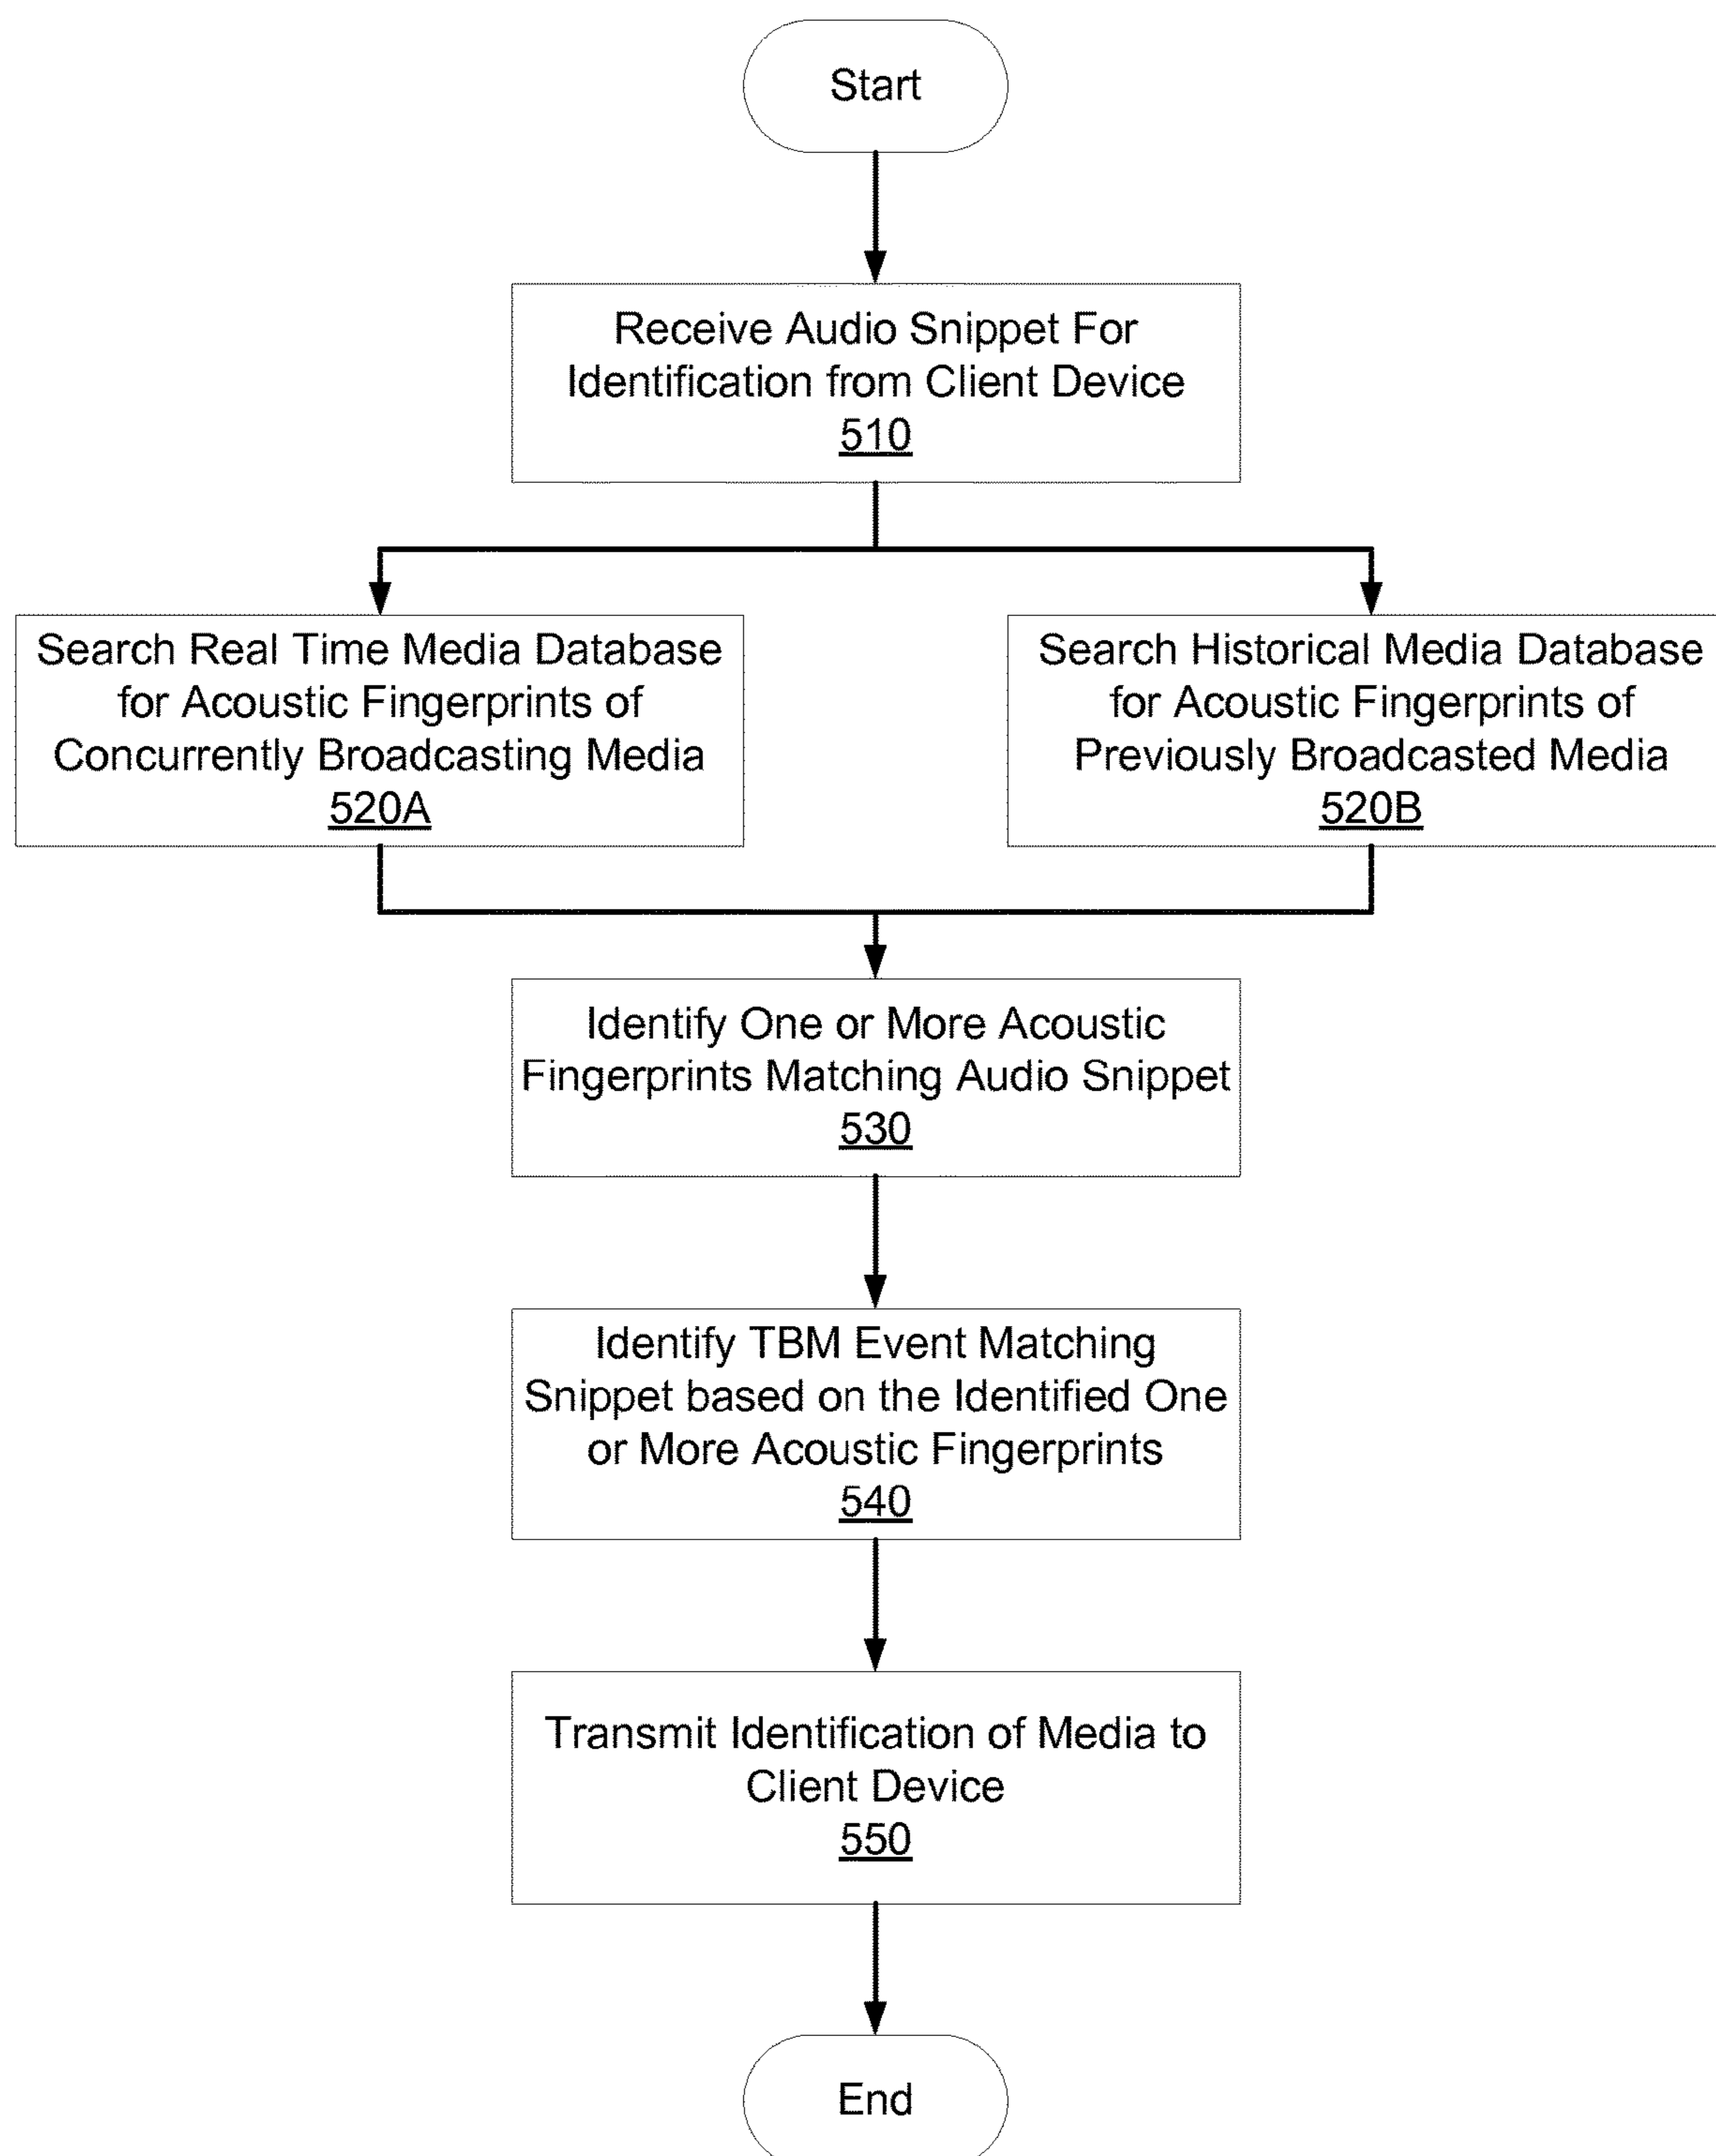 Start
Receive Audio Snippet For
Identification from Client Device
510
Search Real Time Media Database
for Acoustic Fingerprints of
Concurrently Broadcasting Media
520A
Search Historical Media Database
for Acoustic Fingerprints of
Previously Broadcasted Media
520B
Identify One or More Acoustic
Fingerprints Matching Audio Snippet
530
Identify TBM Event Matching
Snippet based on the Identified One
or More Acoustic Fingerprints
540
Transmit Identification of Media to
Client Device
550
End